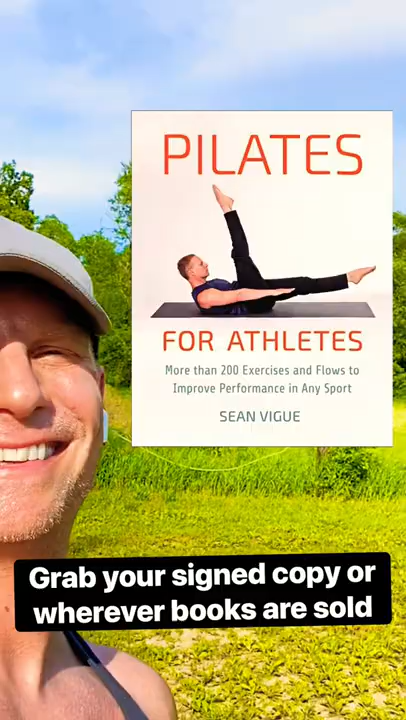 PILATES
FOR ATHLETES
More than 200 Exercises and Flows to
Improve Performance in Any Sport
SEAN VIGUE
Grab your signed copy or
wherever books are sold